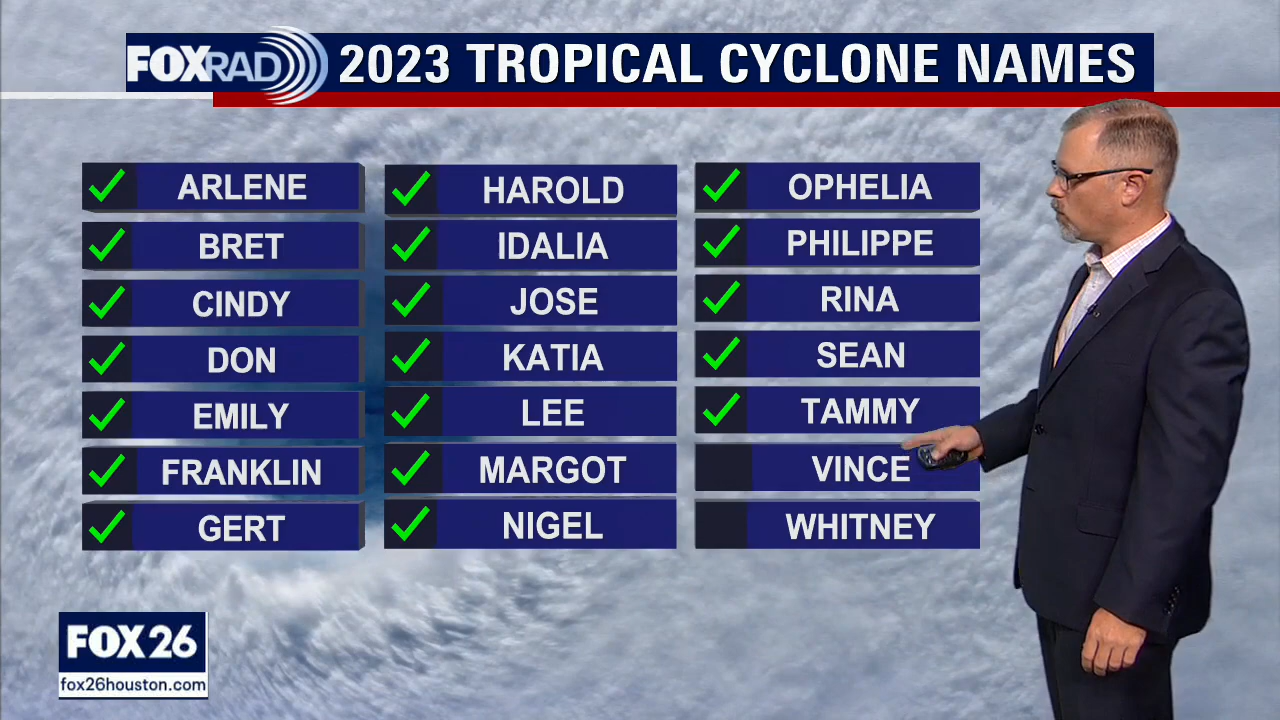 FOXRAD 2023 TROPICAL CYCLONE NAMES
ARLENE
BRET
CINDY
DON
EMILY
FRANKLIN
GERT
HAROLD
IDALIA
JOSE
KATIA
LEE
MARGOT
NIGEL
OPHELIA
PHILIPPE
RINA
SEAN
TAMMY
VINCE
WHITNEY
FOX 26
fox26houston.com